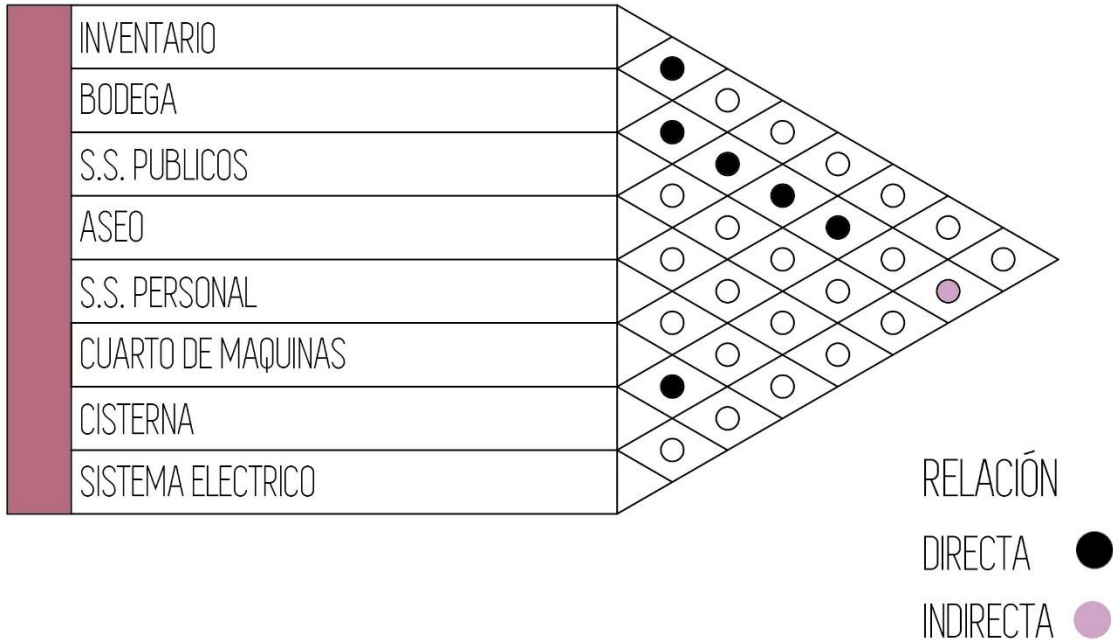 INVENTARIO
BODEGA
S.S. PUBLICOS
ASEO
S.S. PERSONAL
CUARTO DE MAQUINAS
CISTERNA
SISTEMA ELECTRICO
RELACIÓN
DIRECTA
INDIRECTA